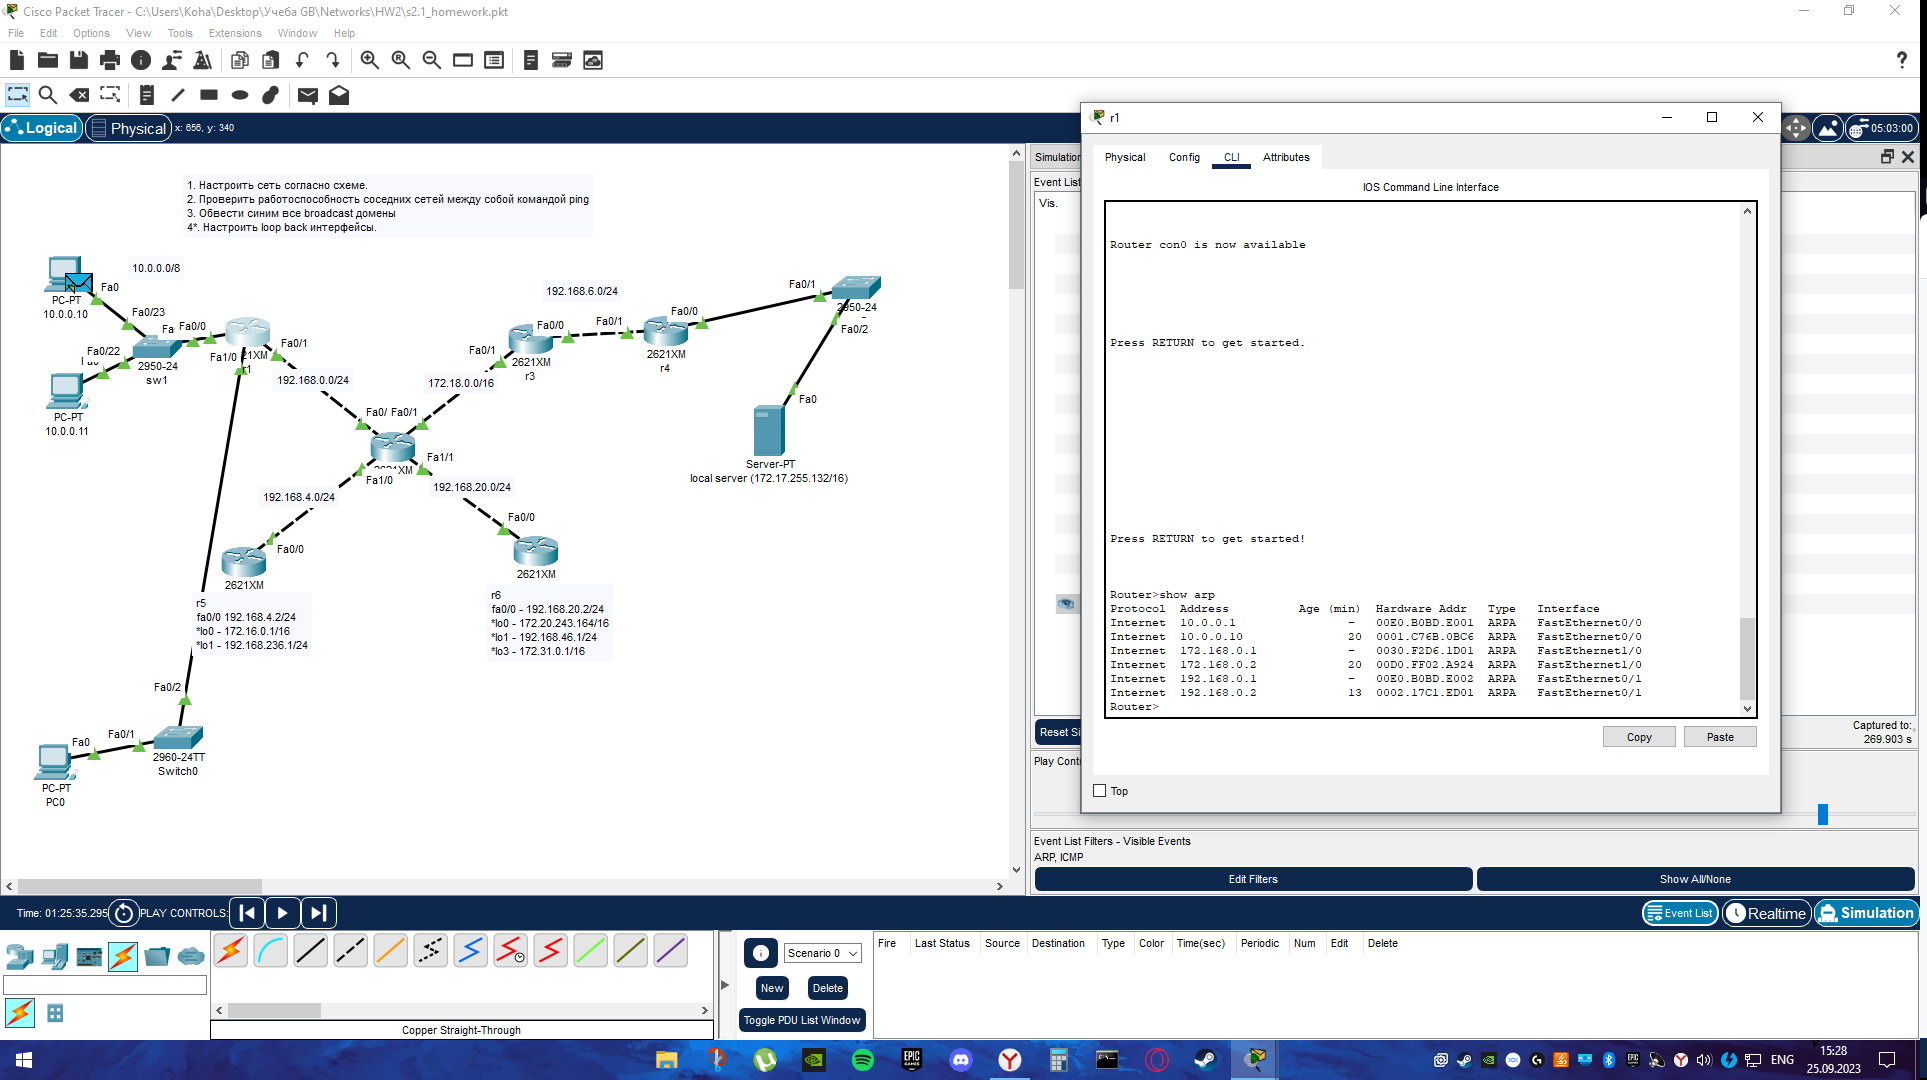 Cisco Packet Tracer - C:\Users\Koha\Desktop\Учеба GB\Networks\HW2\s2.1_homework.pkt
File Edit Options View Tools Extensions Window Help
Logical
Physical
x: 656, y: 340
05:03:00
1. Настроить сеть согласно схеме.
2. Проверить работоспособность соседних сетей между собой командой ping
3. Обвести синим все broadcast домены
4*. Настроить loop back интерфейсы.
10.0.0.0/8
Fa0
PC-PT
10.0.0.10
Fa0/23
Fa
Fa0/0
Fa0/22
2950-24
sw1
PC-PT
10.0.0.11
Fa1/0
r1
Fa0/1
192.168.0.0/24
Fa0/1
172.18.0.0/16
Fa0/0
2621XM
r3
192.168.6.0/24
Fa0/1
Fa0/0
2621XM
r4
Fa0/1
2950-24
Fa0/2
Fa0
Server-PT
local server (172.17.255.132/16)
Fa0/ Fa0/1
Fa1/1
Fa1/0
192.168.4.0/24
192.168.20.0/24
Fa0/0
2621XM
r5
fa0/0 192.168.4.2/24
*lo0 - 172.16.0.1/16
*lo1 - 192.168.236.1/24
Fa0/0
2621XM
r6
fa0/0 - 192.168.20.2/24
*lo0 - 172.20.243.164/16
*lo1 - 192.168.46.1/24
*lo3 - 172.31.0.1/16
Fa0/2
Fa0/1
Fa0
2960-24TT
Switch0
PC-PT
PC0
Simulation
Event List
Vis.
Reset Si
Captured to:
269.903 s
Play Cont
r1
Physical Config CLI Attributes
IOS Command Line Interface
Router con0 is now available
Press RETURN to get started.
Press RETURN to get started!
Router>show arp
Protocol Address Age (min) Hardware Addr Type Interface
Internet 10.0.0.1 - 00E0.B0BD.E001 ARPA FastEthernet0/0
Internet 10.0.0.10 20 0001.C76B.0BC6 ARPA FastEthernet0/0
Internet 172.168.0.1 - 0030.F2D6.1D01 ARPA FastEthernet1/0
Internet 172.168.0.2 20 00D0.FF02.A924 ARPA FastEthernet1/0
Internet 192.168.0.1 - 00E0.B0BD.E002 ARPA FastEthernet0/1
Internet 192.168.0.2 13 0002.17C1.ED01 ARPA FastEthernet0/1
Router>
Copy
Paste
Top
Event List Filters - Visible Events
ARP, ICMP
Edit Filters
Show All/None
Time: 01:25:35.295
PLAY CONTROLS:
Event List
Realtime
Simulation
Scenario 0
New
Delete
Toggle PDU List Window
Fire Last Status Source Destination Type Color Time(sec) Periodic Num Edit Delete
Copper Straight-Through
EPIC GAMES
ENG
15:28
25.09.2023